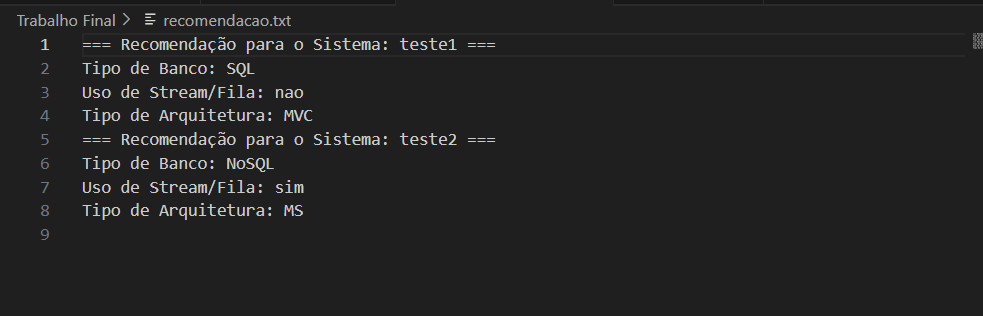 Trabalho Final > recomendacao.txt
1 === Recomendação para o Sistema: teste1 ===
2 Tipo de Banco: SQL
3 Uso de Stream/Fila: nao
4 Tipo de Arquitetura: MVC
5 === Recomendação para o Sistema: teste2 ===
6 Tipo de Banco: NoSQL
7 Uso de Stream/Fila: sim
8 Tipo de Arquitetura: MS
9